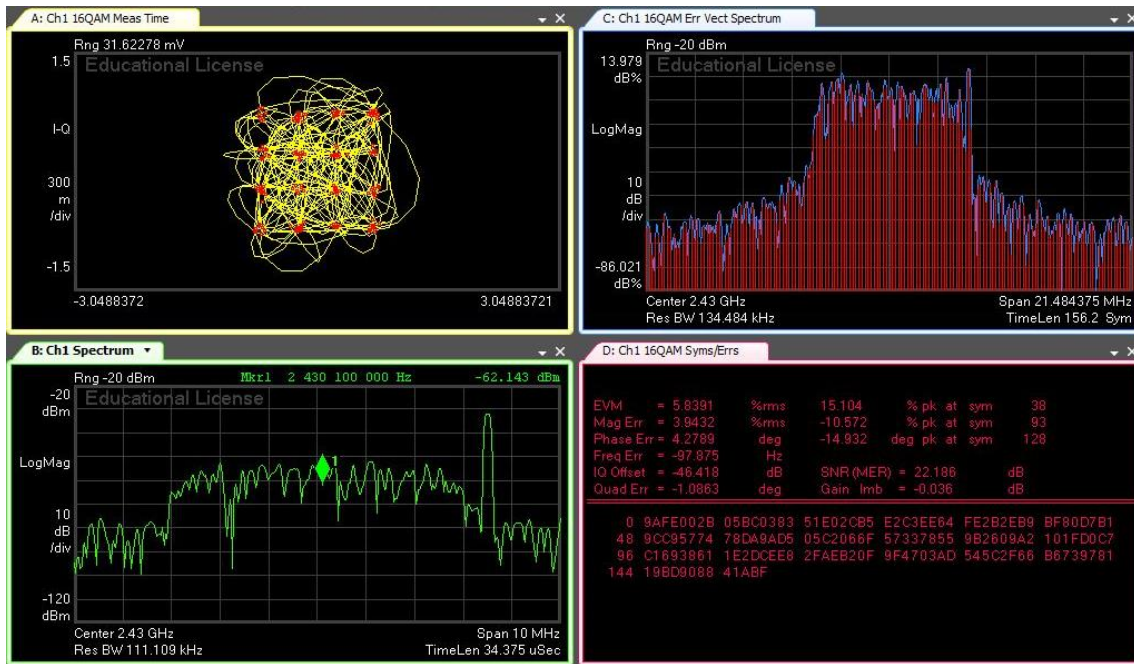 A: Ch1 16QAM Meas Time
Rng 31.62278 mV
1.5
Educational License
I-Q
300
m
/div
-1.5
-3.0488372 3.04883721
C: Ch1 16QAM Err Vect Spectrum
Rng -20 dBm
13.979
dB%
Educational License
LogMag
10
dB
/div
-86.021
dB%
Center 2.43 GHz Span 21.484375 MHz
Res BW 134.484 kHz TimeLen 156.2 Sym
B: Ch1 Spectrum
Rng -20 dBm Mkr1 2 430 100 000 Hz -62.143 dBm
-20
dBm
Educational License
LogMag
1
10
dB
/div
-120
dBm
Center 2.43 GHz Span 10 MHz
Res BW 111.109 kHz TimeLen 34.375 uSec
D: Ch1 16QAM Syms/Errs
EVM = 5.8391 %rms 15.104 % pk at sym 38
Mag Err = 3.9432 %rms -10.572 % pk at sym 93
Phase Err = 4.2789 deg -14.932 deg pk at sym 128
Freq Err = -97.875 Hz
IQ Offset = -46.418 dB SNR(MER) = 22.186 dB
Quad Err = -1.0863 deg Gain Imb = -0.036 dB
0 9AFE002B 05BC0383 51E02CB5 E2C3EE64 FE2B2EB9 BF80D7B1
48 9CC95774 78DA9AD5 05C2066F 57337855 9B2609A2 101FD0C7
96 C1693861 1E2DCEE8 2FAEB20F 9F4703AD 545C2F66 B6739781
144 19BD9088 41ABF